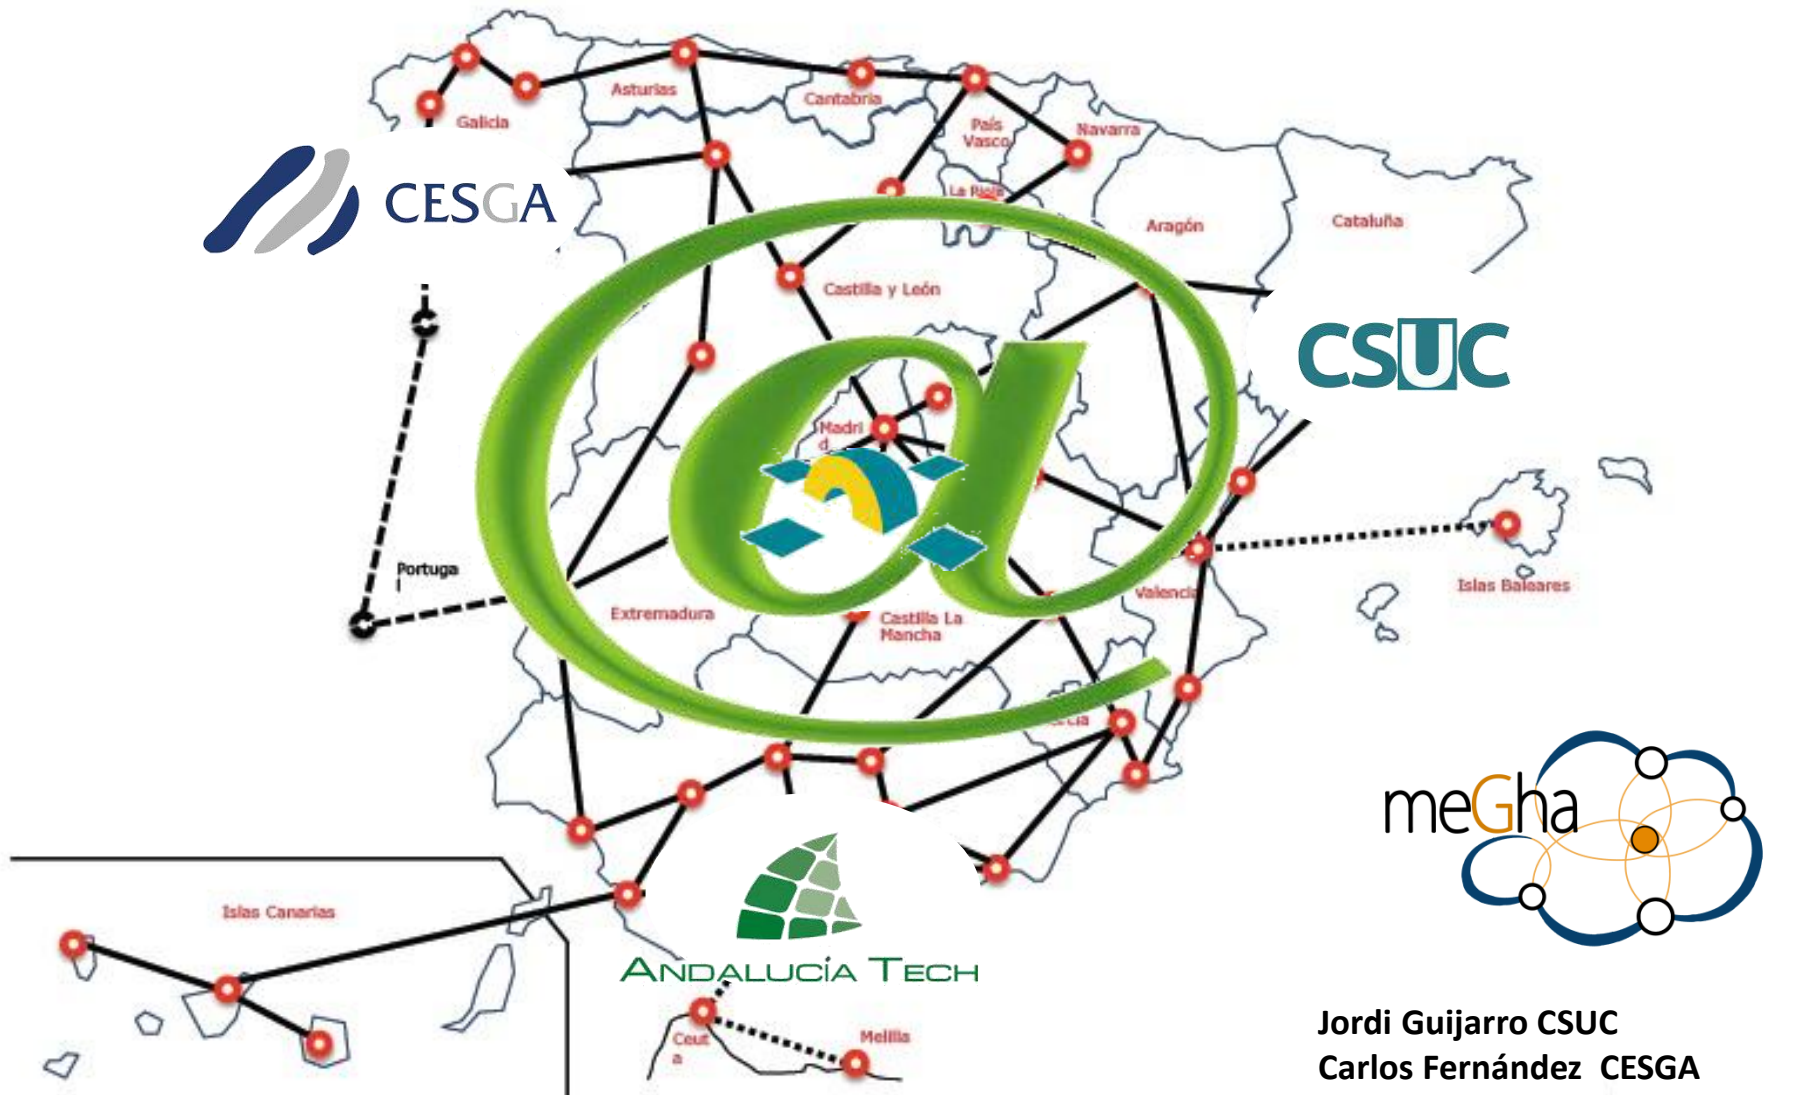 Asturias
Cantabria
Galicia
País
Vasco
Navarra
La Rioja
CESGA
Aragón
Cataluña
Castilla y León
CSUC
Madri
d
Portuga
l
Extremadura
Castilla La
Mancha
Valencia
Islas Baleares
meGha
Islas Canarias
ANDALUCÍA TECH
Ceut
a
Melilla
Jordi Guijarro CSUC
Carlos Fernández CESGA